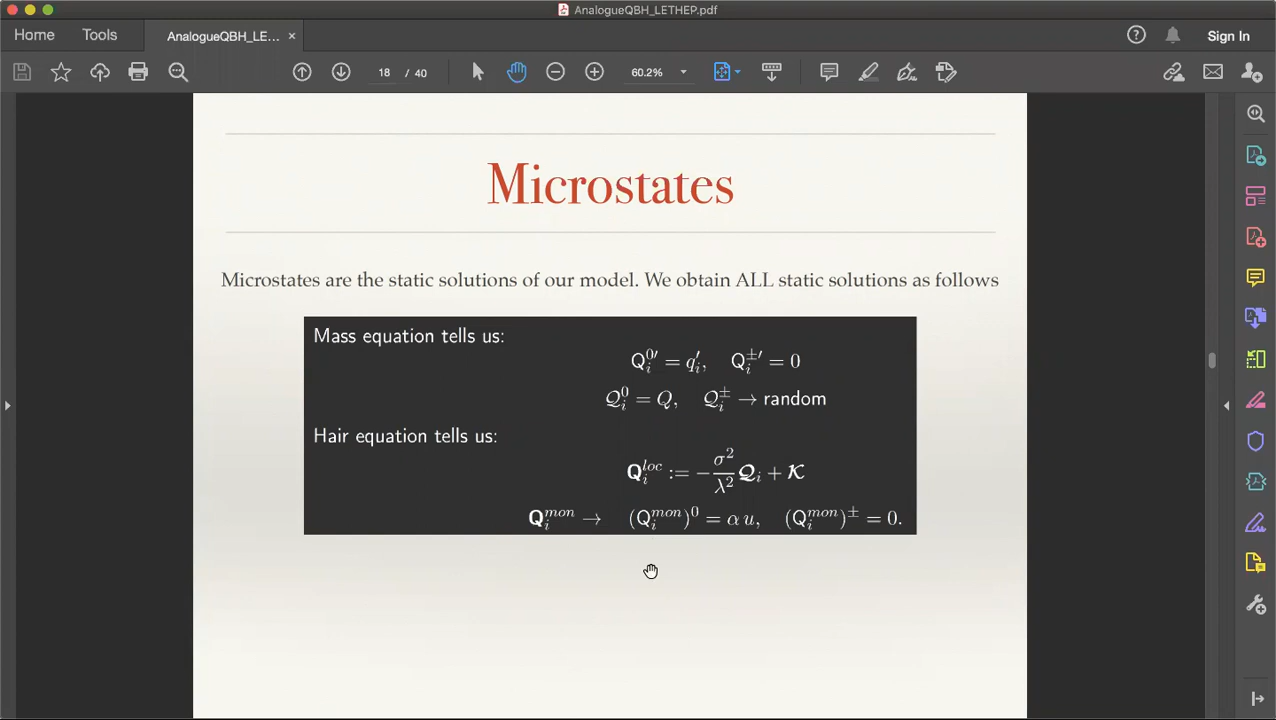 AnalogueQBH_LETHEP.pdf
Home Tools AnalogueQBH_LE... × Sign In
18 / 40 60.2%
Microstates
Microstates are the static solutions of our model. We obtain ALL static solutions as follows
Mass equation tells us:
Q_i^{0′} = q_i′, Q_i^{±′} = 0
𝒬_i^0 = Q, 𝒬_i^± → random
Hair equation tells us:
𝐐_i^{loc} := −σ²/λ² 𝓠_i + 𝓚
𝐐_i^{mon} → (Q_i^{mon})^0 = α u, (Q_i^{mon})^± = 0.